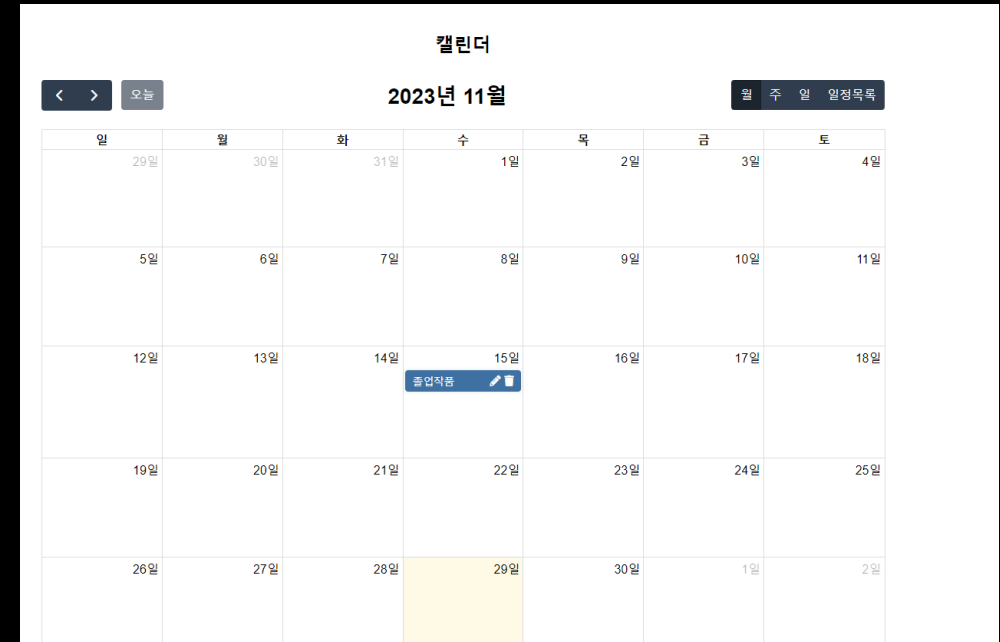 캘린더
오늘
2023년 11월
월 주 일 일정목록
일 월 화 수 목 금 토
29일 30일 31일 1일 2일 3일 4일
5일 6일 7일 8일 9일 10일 11일
12일 13일 14일 15일 16일 17일 18일
졸업작품
19일 20일 21일 22일 23일 24일 25일
26일 27일 28일 29일 30일 1일 2일